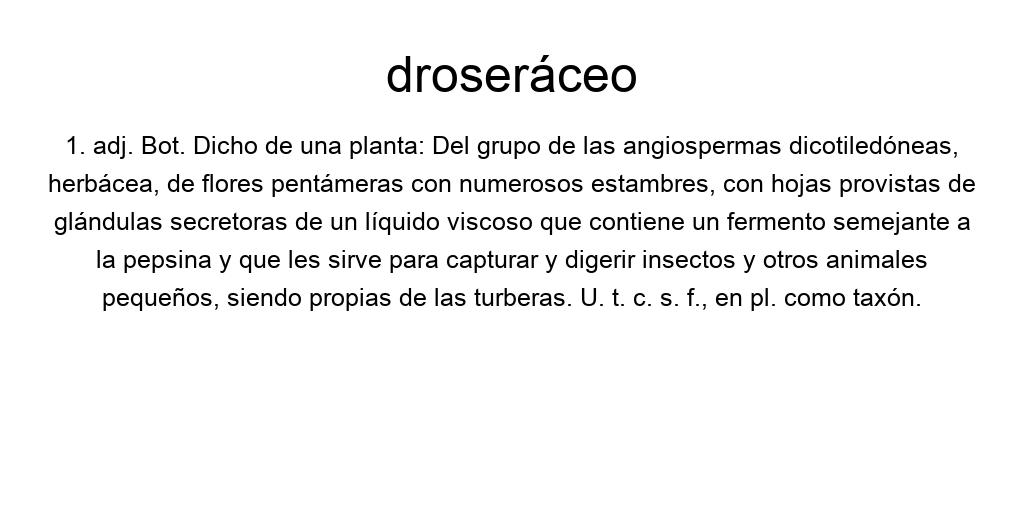 droseráceo
1. adj. Bot. Dicho de una planta: Del grupo de las angiospermas dicotiledóneas,
herbácea, de flores pentámeras con numerosos estambres, con hojas provistas de
glándulas secretoras de un líquido viscoso que contiene un fermento semejante a
la pepsina y que les sirve para capturar y digerir insectos y otros animales
pequeños, siendo propias de las turberas. U. t. c. s. f., en pl. como taxón.